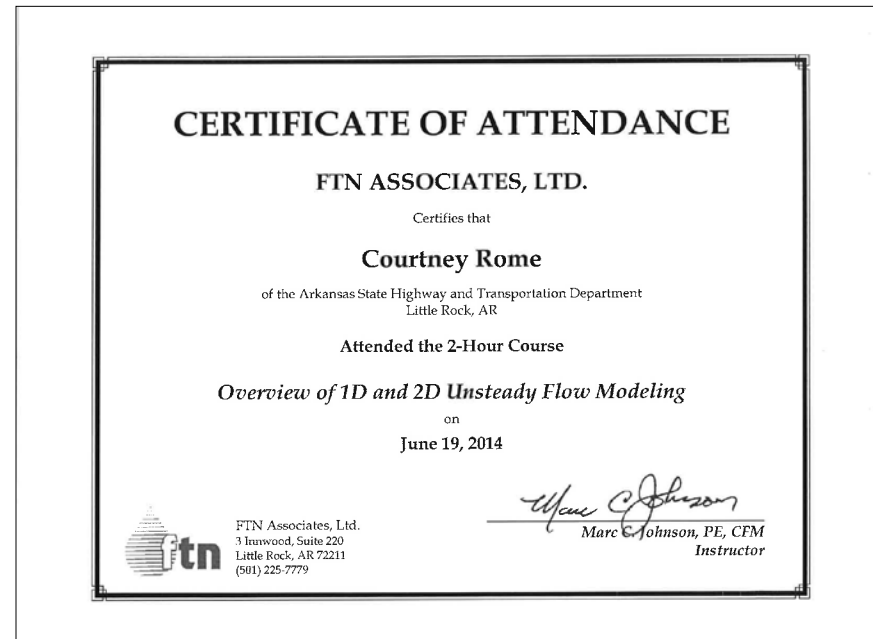 CERTIFICATE OF ATTENDANCE
FTN ASSOCIATES, LTD.
Certifies that
Courtney Rome
of the Arkansas State Highway and Transportation Department
Little Rock, AR
Attended the 2-Hour Course
Overview of 1D and 2D Unsteady Flow Modeling
on
June 19, 2014
Marc C Johnson
Marc C. Johnson, PE, CFM
Instructor
ftn
FTN Associates, Ltd.
3 Innwood, Suite 220
Little Rock, AR 72211
(501) 225-7779